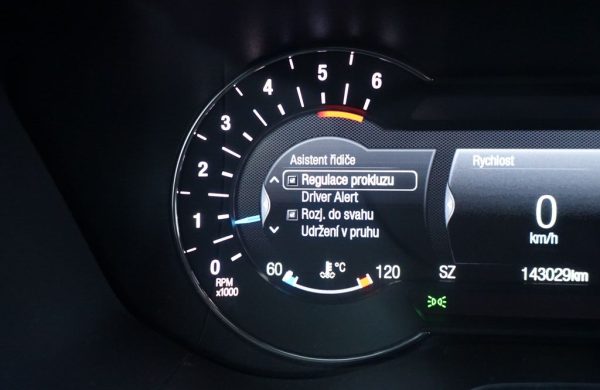 6
5
4
3
2
1
0
RPM
x1000
Asistent řidiče
Regulace prokluzu
Driver Alert
Rozj. do svahu
Udržení v pruhu
60 °C 120
Rychlost
0
km/h
SZ 143029km